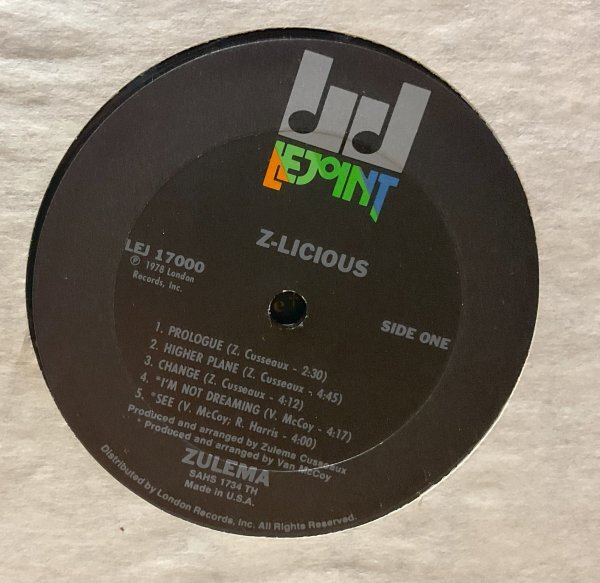 LEJOINT
Z-LICIOUS
LEJ 17000
℗ 1978 London
Records, Inc.
SIDE ONE
1. PROLOGUE (Z. Cusseaux - 2:30)
2. HIGHER PLANE (Z. Cusseaux - 4:45)
3. CHANGE (Z. Cusseaux - 4:12)
4. *I'M NOT DREAMING (V. McCoy - 4:17)
5. *SEE (V. McCoy; R. Harris - 4:00)
Produced and arranged by Zulema Cusseaux
* Produced and arranged by Van McCoy
ZULEMA
SAHS 1734 TH
Made in U.S.A.
Distributed by London Records, Inc. All Rights Reserved.